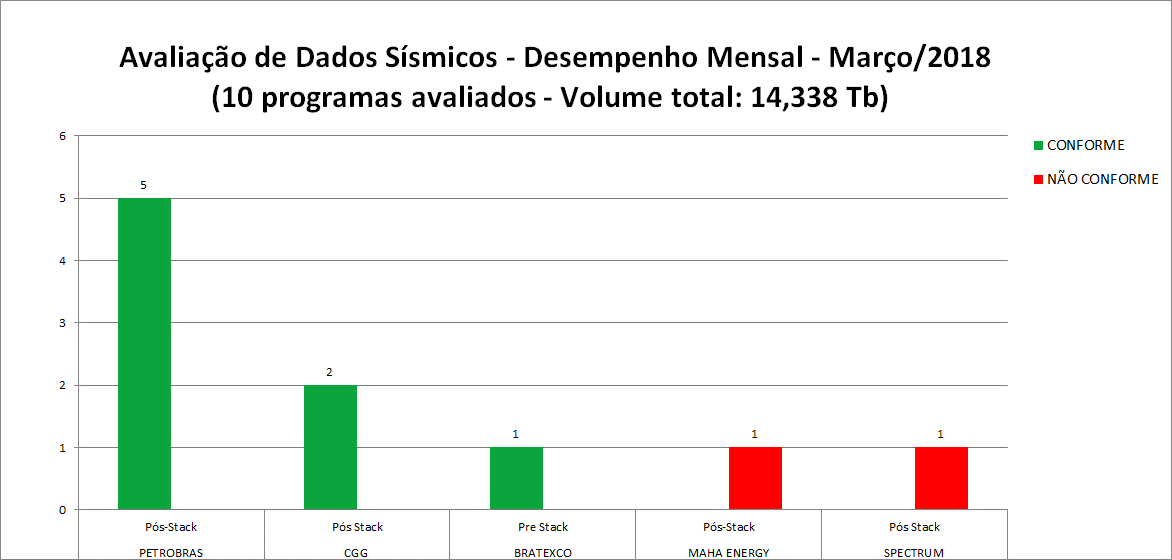 Avaliação de Dados Sísmicos - Desempenho Mensal - Março/2018
(10 programas avaliados - Volume total: 14,338 Tb)
6
5
4
3
2
1
0
5
2
1
1
1
CONFORME
NÃO CONFORME
Pós-Stack
Pós Stack
Pre Stack
Pós-Stack
Pós Stack
PETROBRAS
CGG
BRATEXCO
MAHA ENERGY
SPECTRUM